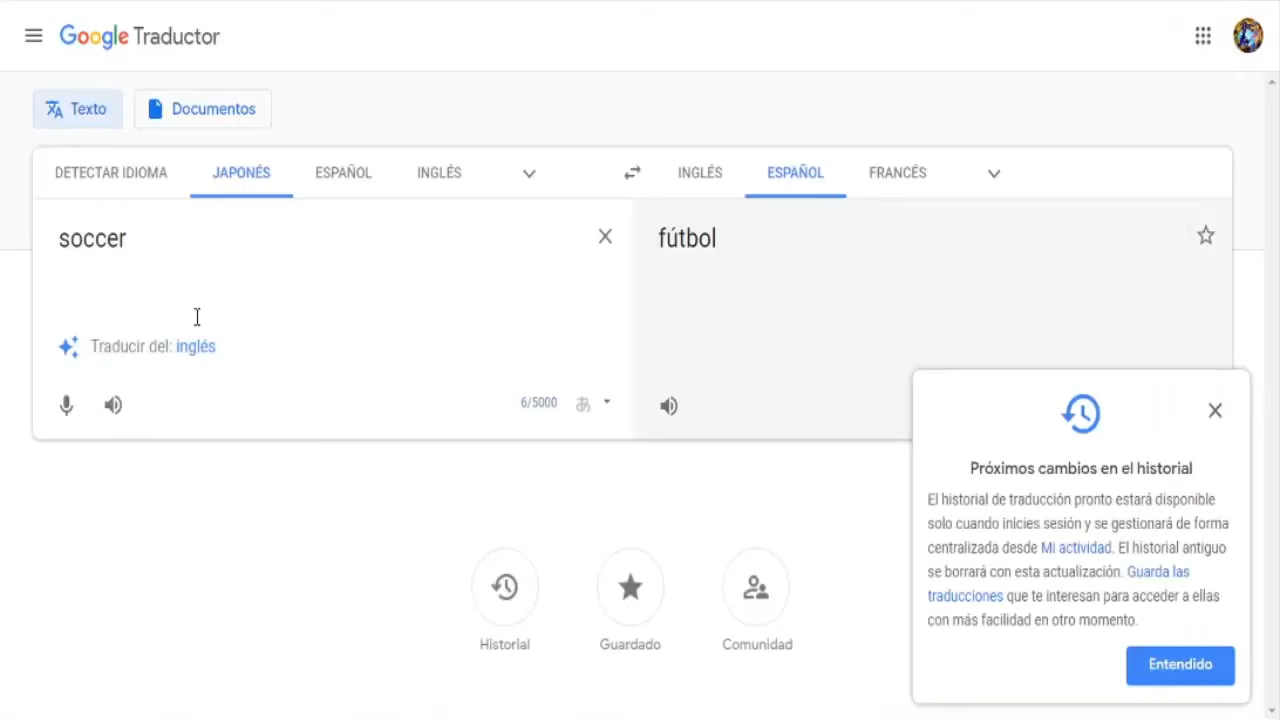 Google Traductor
Texto
Documentos
DETECTAR IDIOMA JAPONÉS ESPAÑOL INGLÉS
INGLÉS ESPAÑOL FRANCÉS
soccer
fútbol
Traducir del: inglés
6/5000 あ
Próximos cambios en el historial
El historial de traducción pronto estará disponible
solo cuando inicies sesión y se gestionará de forma
centralizada desde Mi actividad. El historial antiguo
se borrará con esta actualización. Guarda las
traducciones que te interesan para acceder a ellas
con más facilidad en otro momento.
Entendido
Historial
Guardado
Comunidad